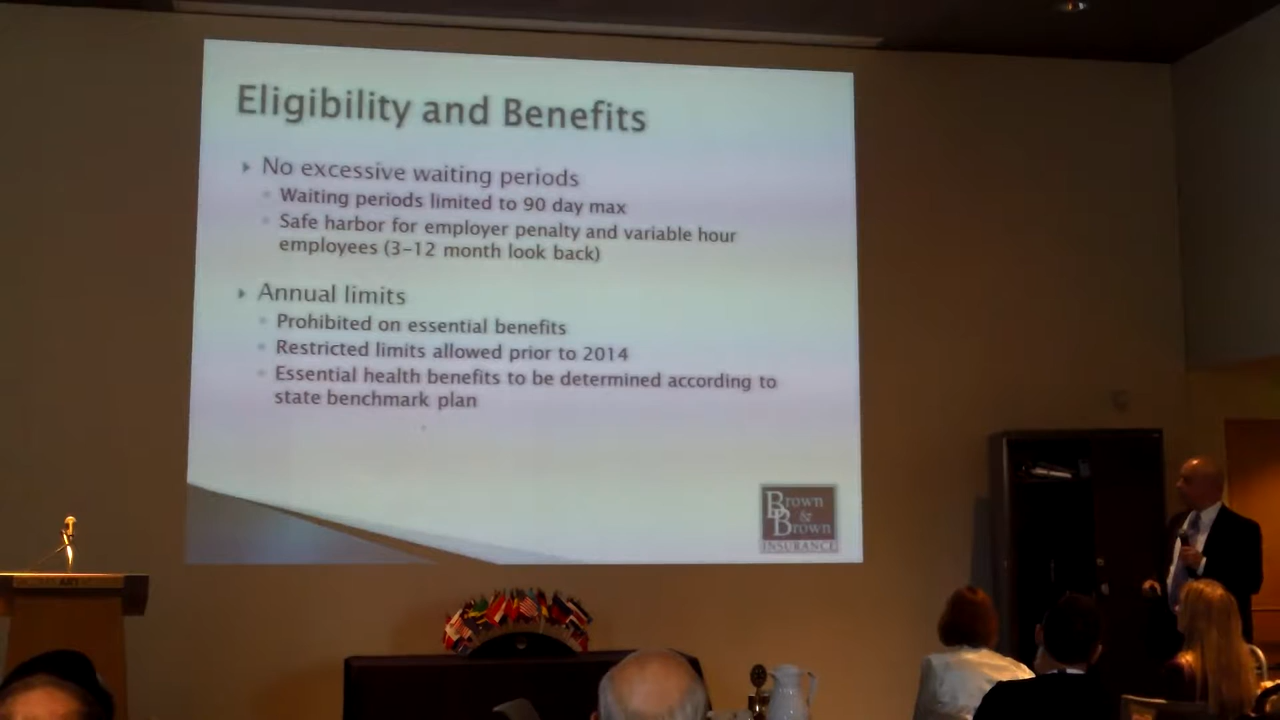 Eligibility and Benefits
No excessive waiting periods
Waiting periods limited to 90 day max
Safe harbor for employer penalty and variable hour
employees (3-12 month look back)
Annual limits
Prohibited on essential benefits
Restricted limits allowed prior to 2014
Essential health benefits to be determined according to
state benchmark plan
Brown
&
Brown
INSURANCE